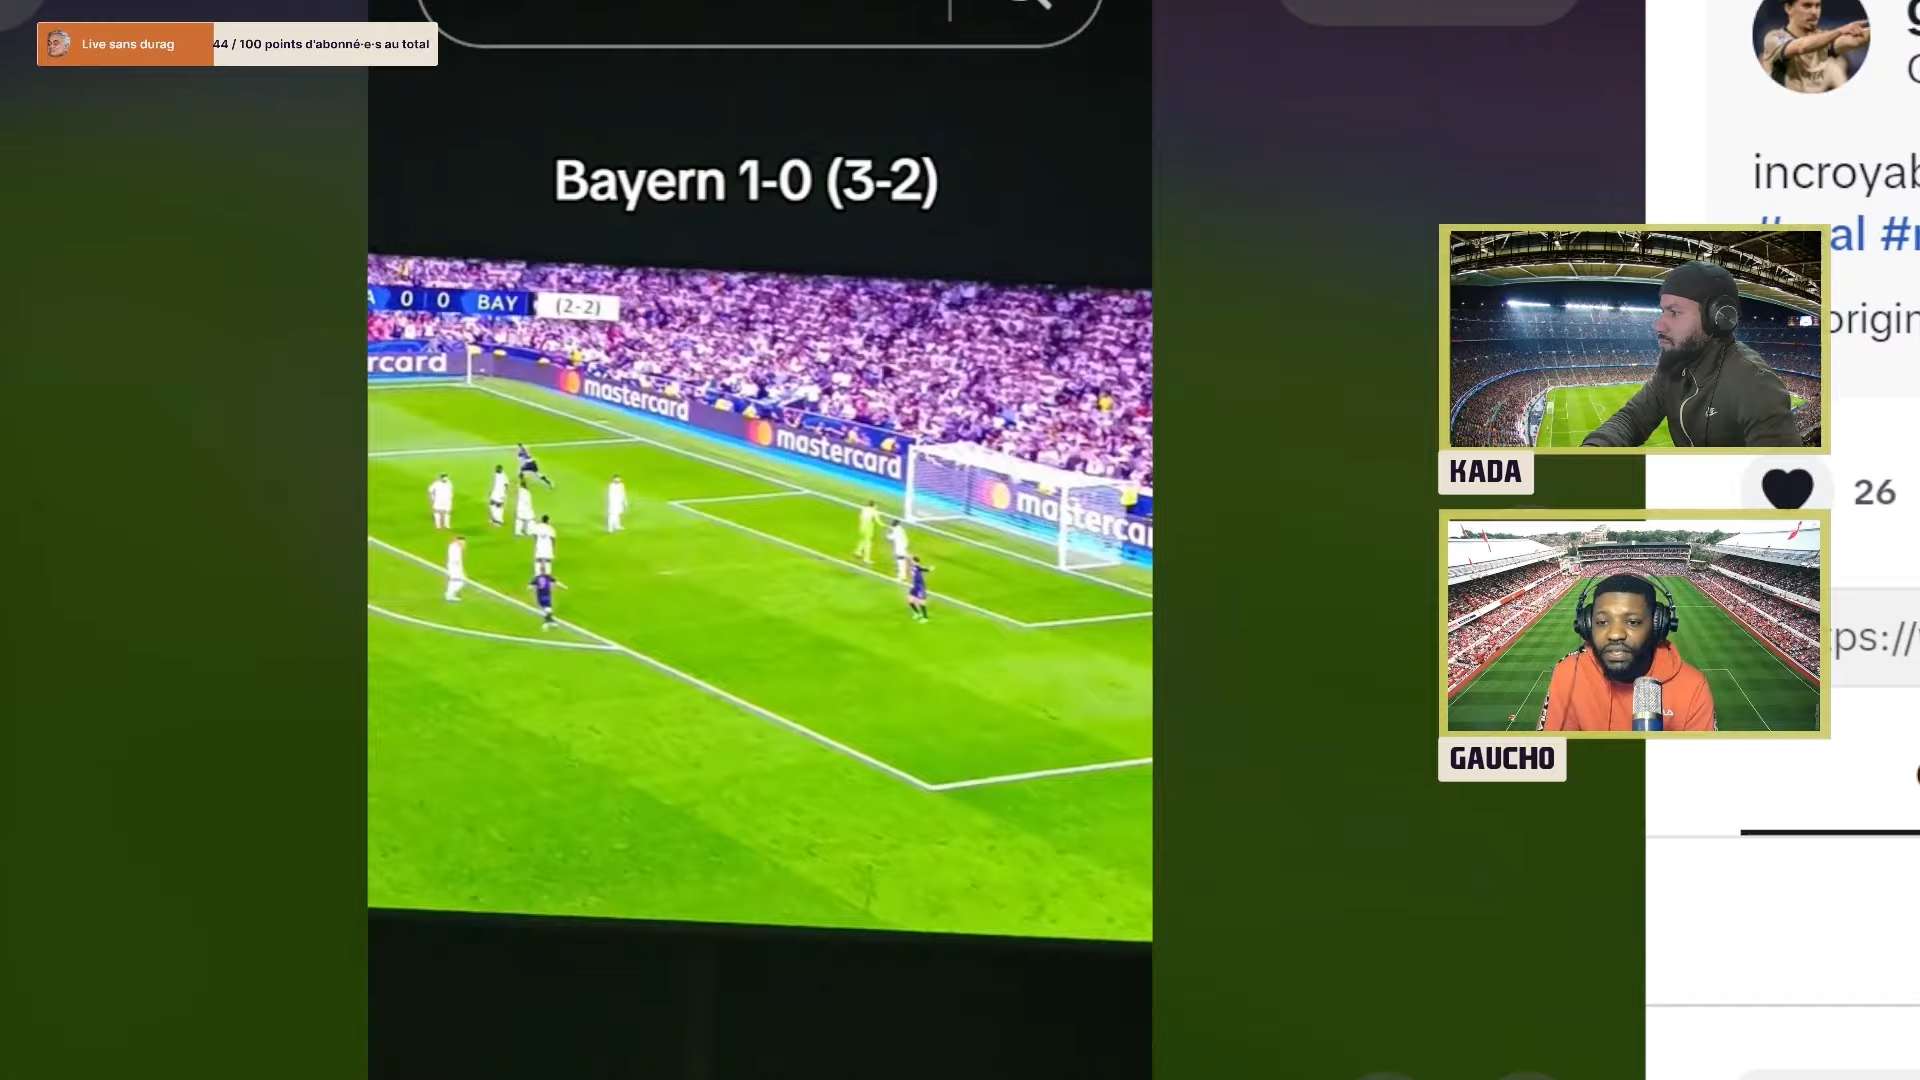 Live sans durag 44 / 100 points d'abonné·e·s au total
Bayern 1-0 (3-2)
A 0 0 BAY (2-2)
rcard
mastercard
mastercard
mastercar
incroyab
al #r
origin
KADA
26
GAUCHO